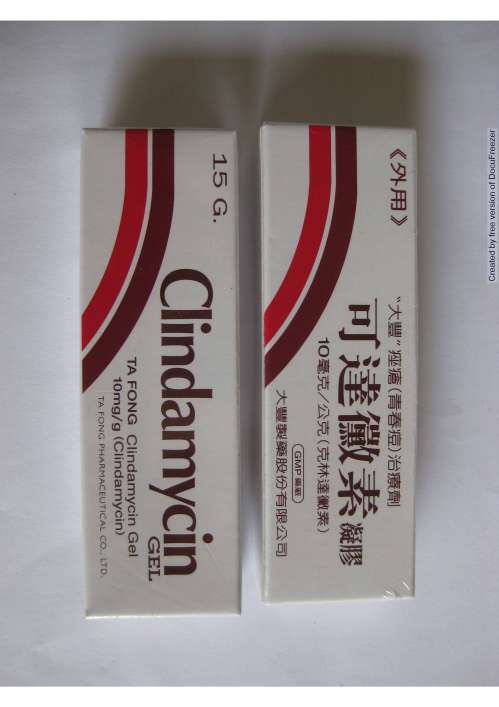 15 G.
Clindamycin
GEL
TA FONG Clindamycin Gel
10mg/g (Clindamycin)
TA FONG PHARMACEUTICAL CO., LTD.
《外用》
"大豐"痤瘡(青春痘)治療劑
可達黴素凝膠
10毫克/公克(克林達黴素)
GMP藥廠
大豐製藥股份有限公司
Created by free version of DocuFreezer